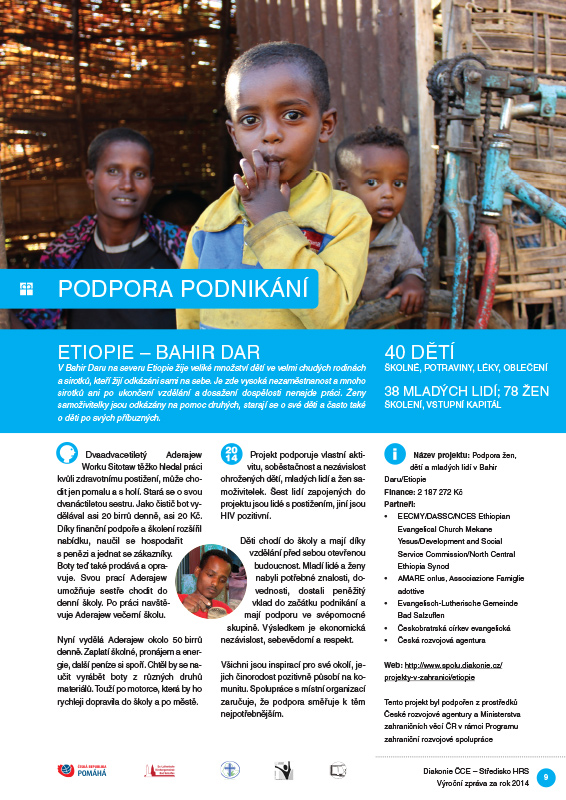 PODPORA PODNIKÁNÍ
ETIOPIE – BAHIR DAR
V Bahir Daru na severu Etiopie žije veliké množství dětí ve velmi chudých rodinách
a sirotků, kteří žijí odkázáni sami na sebe. Je zde vysoká nezaměstnanost a mnoho
sirotků ani po ukončení vzdělání a dosažení dospělosti nenajde práci. Ženy
samoživitelky jsou odkázány na pomoc druhých, starají se o své děti a často také
o děti po svých příbuzných.
40 DĚTÍ
ŠKOLNÉ, POTRAVINY, LÉKY, OBLEČENÍ
38 MLADÝCH LIDÍ; 78 ŽEN
ŠKOLENÍ, VSTUPNÍ KAPITÁL
Dvaadvacetiletý Aderajew
Worku Sitotaw těžko hledal práci
kvůli zdravotnímu postižení, může cho-
dit jen pomalu a s holí. Stará se o svou
dvanáctiletou sestru. Jako čistič bot vy-
dělával asi 20 birrů denně, asi 20 Kč.
Díky finanční podpoře a školení rozšířil
nabídku, naučil se hospodařit
s penězi a jednat se zákazníky.
Boty teď také prodává a opra-
vuje. Svou prací Aderajew
umožňuje sestře chodit do
denní školy. Po práci navště-
vuje Aderajew večerní školu.
Nyní vydělá Aderajew okolo 50 birrů
denně. Zaplatí školné, pronájem a ener-
gie, další peníze si spoří. Chtěl by se na-
učit vyrábět boty z různých druhů
materiálů. Touží po motorce, která by ho
rychleji dopravila do školy a po městě.
20
14
Projekt podporuje vlastní akti-
vitu, soběstačnost a nezávislost
ohrožených dětí, mladých lidí a žen sa-
moživitelek. Šest lidí zapojených do
projektu jsou lidé s postižením, jiní jsou
HIV pozitivní.
Děti chodí do školy a mají díky
vzdělání před sebou otevřenou
budoucnost. Mladí lidé a ženy
nabyli potřebné znalosti, do-
vednosti, dostali peněžitý
vklad do začátku podnikání a
mají podporu ve svépomocné
skupině. Výsledkem je ekonomická
nezávislost, sebevědomí a respekt.
Všichni jsou inspirací pro své okolí, je-
jich činorodost pozitivně působí na ko-
munitu. Spolupráce s místní organizací
zaručuje, že podpora směřuje k těm
nejpotřebnějším.
i
Název projektu: Podpora žen,
dětí a mladých lidí v Bahir
Daru/Etiopie
Finance: 2 187 272 Kč
Partneři:
• EECMY/DASSC/NCES Ethiopian
Evangelical Church Mekane
Yesus/Development and Social
Service Commission/North Central
Ethiopia Synod
• AMARE onlus, Associazione Famiglie
adottive
• Evangelisch-Lutherische Gemeinde
Bad Salzuflen
• Českobratrská církev evangelická
• Česká rozvojová agentura
Web: http://www.spolu.diakonie.cz/
projekty-v-zahranici/etiopie
Tento projekt byl podpořen z prostředků
České rozvojové agentury a Ministerstva
zahraničních věcí ČR v rámci Programu
zahraniční rozvojové spolupráce
ČESKÁ REPUBLIKA
POMÁHÁ
Diakonie ČCE – Středisko HRS
Výroční zpráva za rok 2014
9